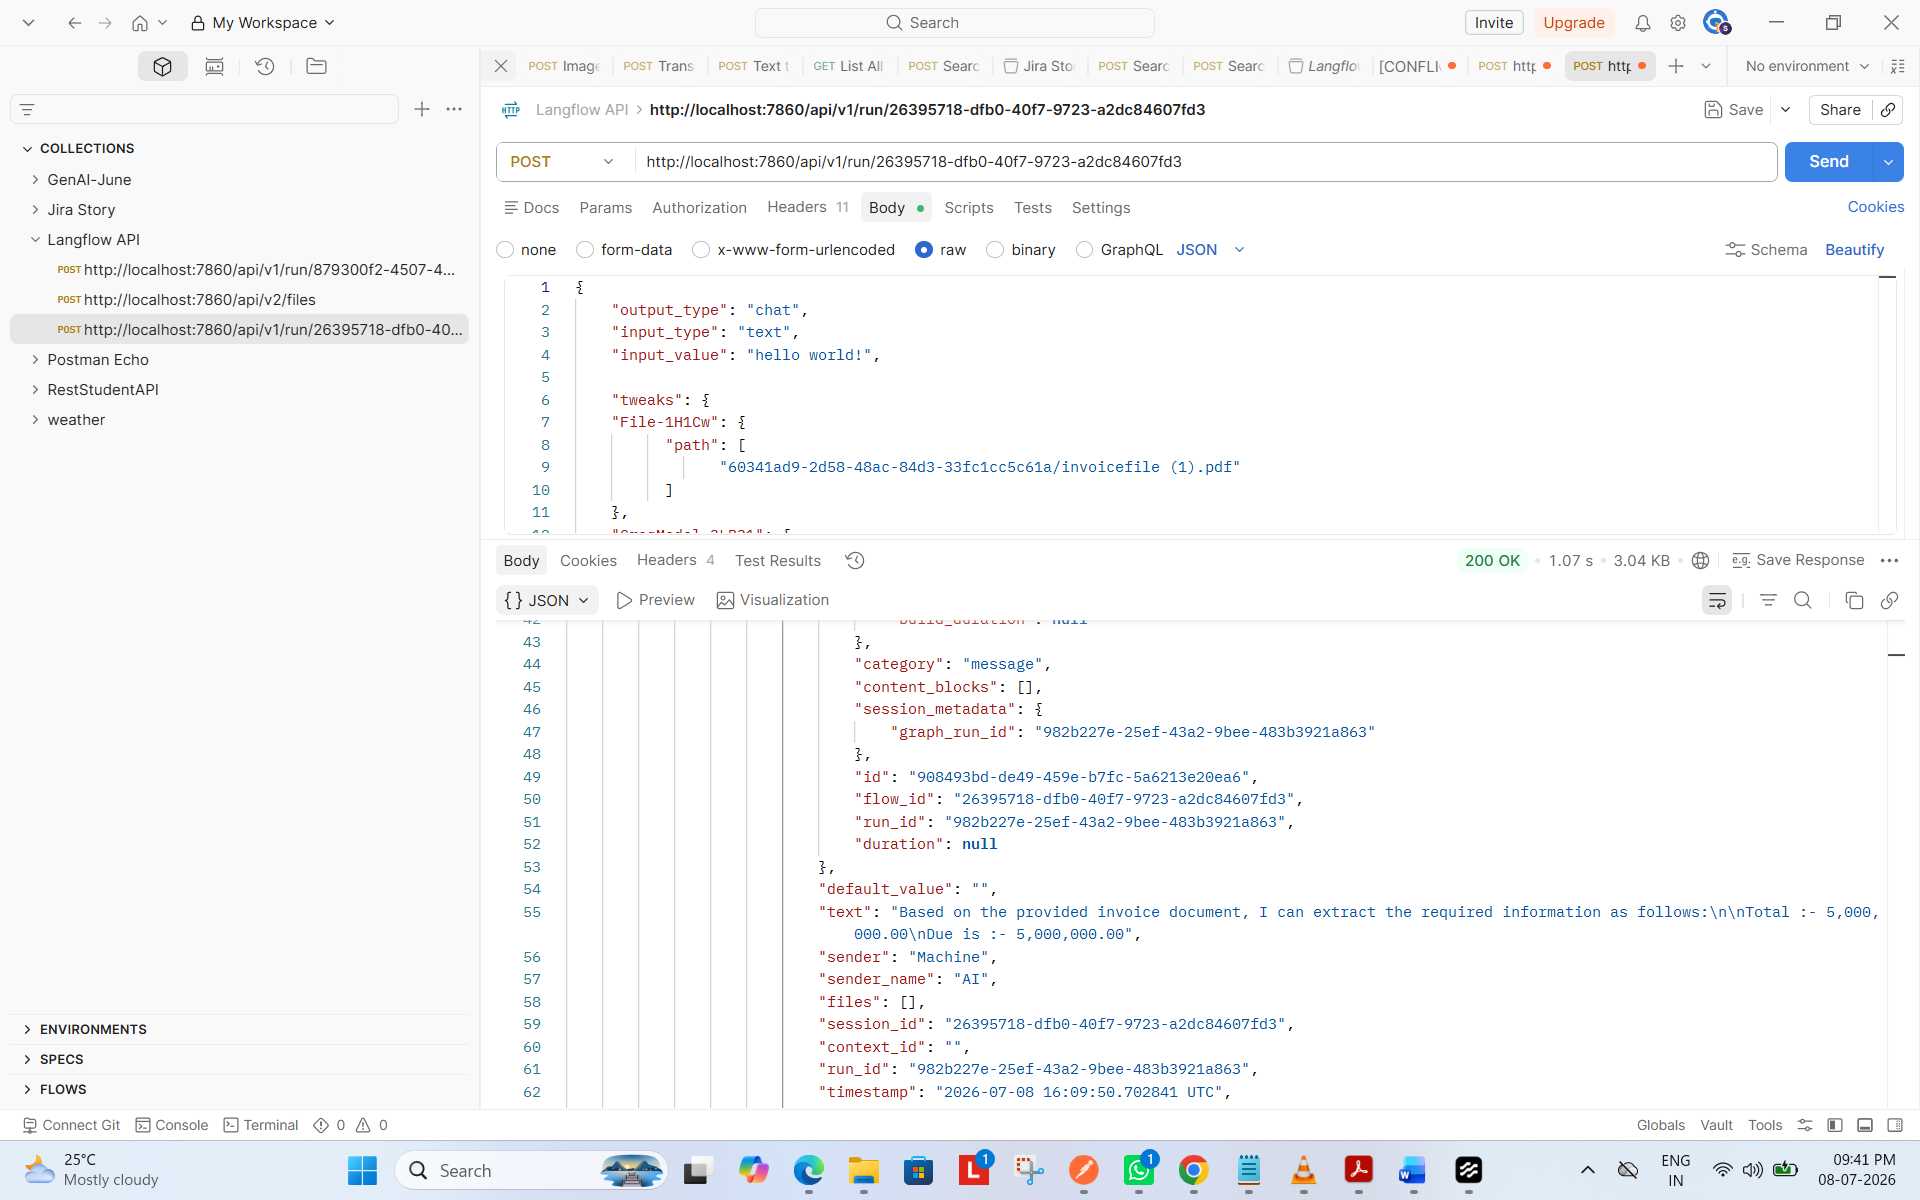 My Workspace
Search
Invite
Upgrade
POST Image
POST Trans
POST Text t
GET List All
POST Searc
Jira Sto
POST Searc
POST Searc
Langflo
[CONFLI
POST http
POST http
No environment
Langflow API > http://localhost:7860/api/v1/run/26395718-dfb0-40f7-9723-a2dc84607fd3
Save
Share
COLLECTIONS
GenAI-June
Jira Story
Langflow API
POST http://localhost:7860/api/v1/run/879300f2-4507-4...
POST http://localhost:7860/api/v2/files
POST http://localhost:7860/api/v1/run/26395718-dfb0-40...
Postman Echo
RestStudentAPI
weather
ENVIRONMENTS
SPECS
FLOWS
POST http://localhost:7860/api/v1/run/26395718-dfb0-40f7-9723-a2dc84607fd3
Send
Docs Params Authorization Headers 11 Body Scripts Tests Settings
Cookies
none form-data x-www-form-urlencoded raw binary GraphQL JSON
Schema Beautify
1 {
2 "output_type": "chat",
3 "input_type": "text",
4 "input_value": "hello world!",
5
6 "tweaks": {
7 "File-1H1Cw": {
8 "path": [
9 "60341ad9-2d58-48ac-84d3-33fc1cc5c61a/invoicefile (1).pdf"
10 ]
11 },
Body Cookies Headers 4 Test Results
200 OK • 1.07 s • 3.04 KB
e.g. Save Response
{} JSON Preview Visualization
43 },
44 "category": "message",
45 "content_blocks": [],
46 "session_metadata": {
47 "graph_run_id": "982b227e-25ef-43a2-9bee-483b3921a863"
48 },
49 "id": "908493bd-de49-459e-b7fc-5a6213e20ea6",
50 "flow_id": "26395718-dfb0-40f7-9723-a2dc84607fd3",
51 "run_id": "982b227e-25ef-43a2-9bee-483b3921a863",
52 "duration": null
53 },
54 "default_value": "",
55 "text": "Based on the provided invoice document, I can extract the required information as follows:\n\nTotal :- 5,000,
000.00\nDue is :- 5,000,000.00",
56 "sender": "Machine",
57 "sender_name": "AI",
58 "files": [],
59 "session_id": "26395718-dfb0-40f7-9723-a2dc84607fd3",
60 "context_id": "",
61 "run_id": "982b227e-25ef-43a2-9bee-483b3921a863",
62 "timestamp": "2026-07-08 16:09:50.702841 UTC",
Connect Git Console Terminal 0 0
Globals Vault Tools
25°C
Mostly cloudy
Search
1
1
ENG
IN
09:41 PM
08-07-2026